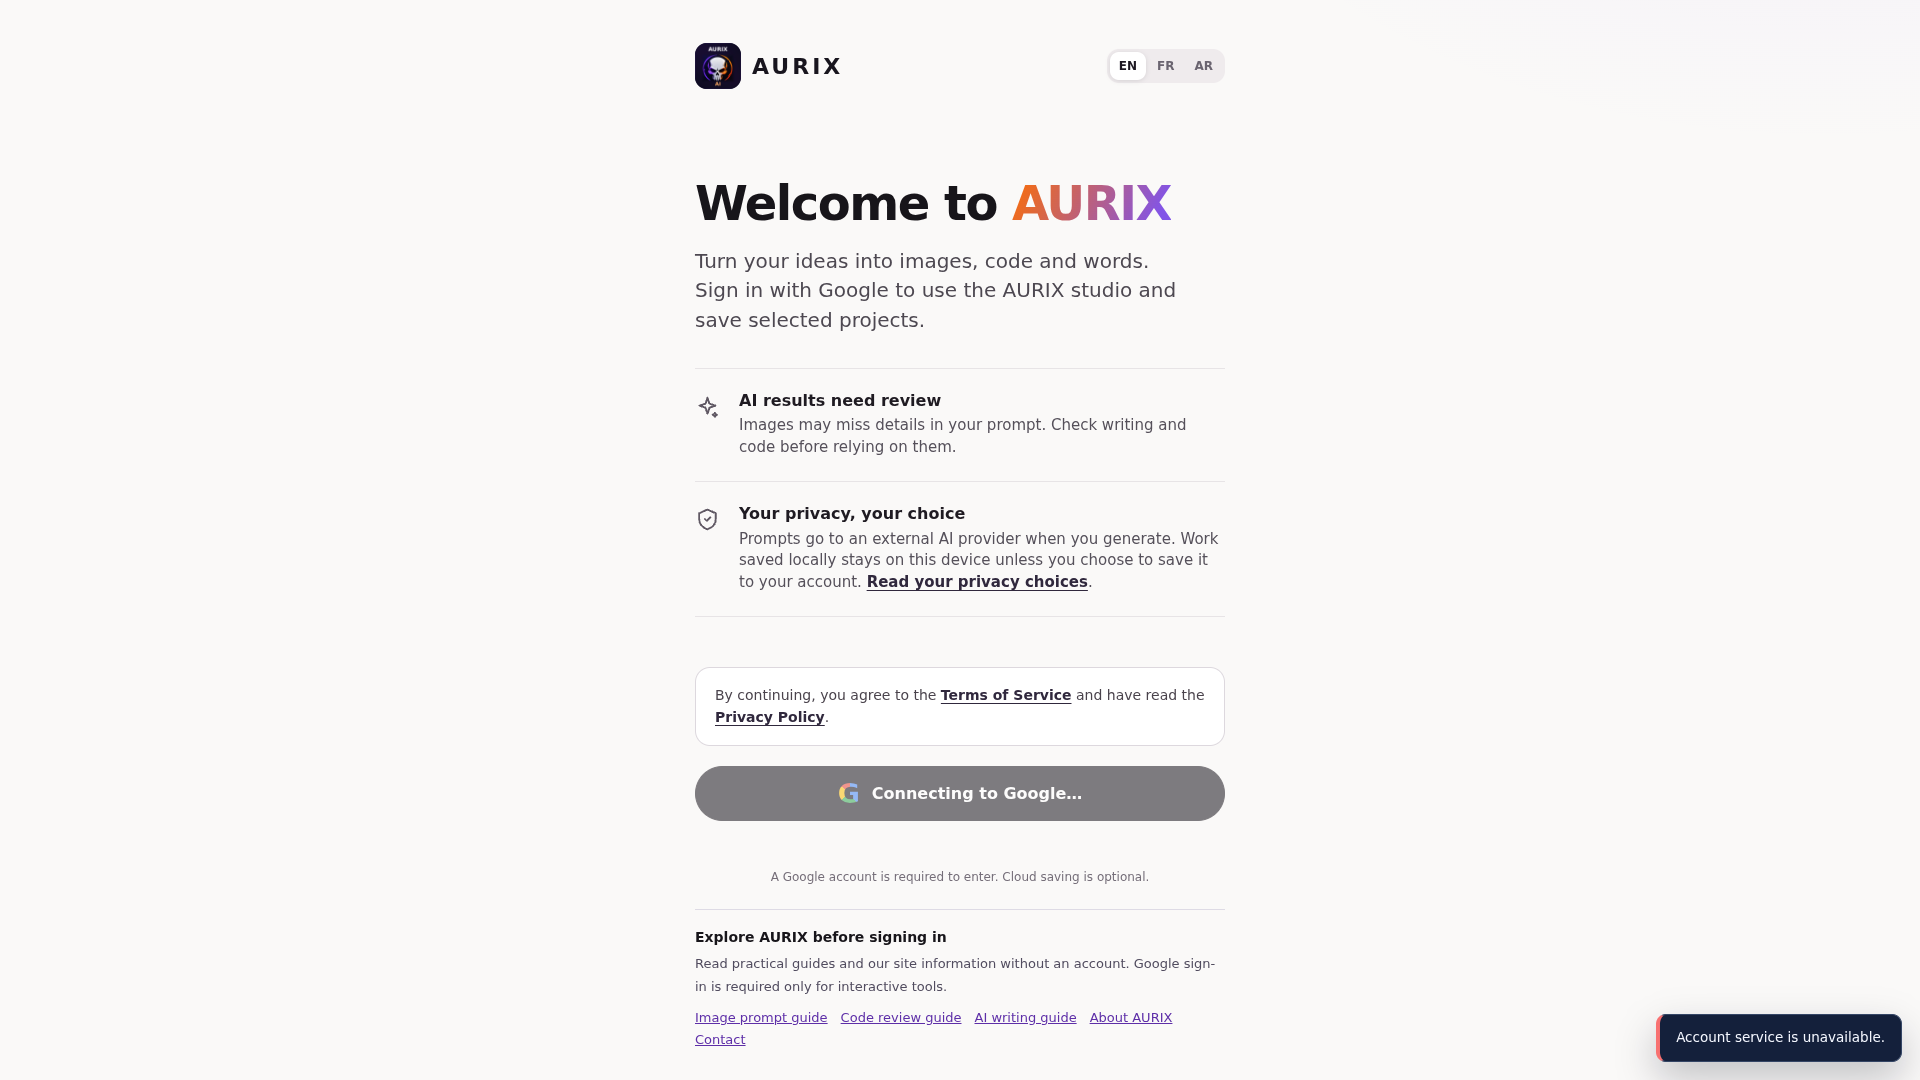 AURIX
AI
AURIX
EN FR AR
Welcome to AURIX
Turn your ideas into images, code and words.
Sign in with Google to use the AURIX studio and
save selected projects.
AI results need review
Images may miss details in your prompt. Check writing and
code before relying on them.
Your privacy, your choice
Prompts go to an external AI provider when you generate. Work
saved locally stays on this device unless you choose to save it
to your account. Read your privacy choices.
By continuing, you agree to the Terms of Service and have read the
Privacy Policy.
Connecting to Google…
A Google account is required to enter. Cloud saving is optional.
Explore AURIX before signing in
Read practical guides and our site information without an account. Google sign-
in is required only for interactive tools.
Image prompt guide Code review guide AI writing guide About AURIX
Contact
Account service is unavailable.